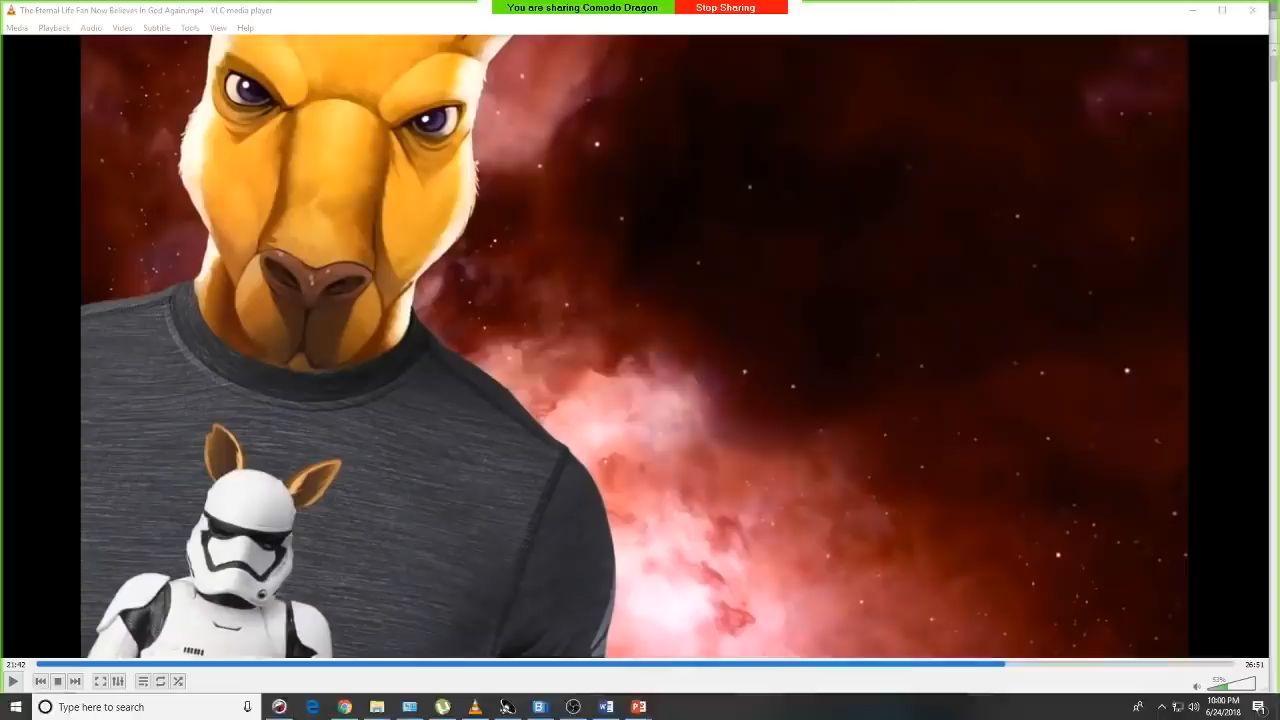 The Eternal Life Fan Now Believes In God Again.mp4 - VLC media player
You are sharing Comodo Dragon
Stop Sharing
Media Playback Audio Video Subtitle Tools View Help
21:42
26:51
53%
Type here to search
10:00 PM
6/24/2018